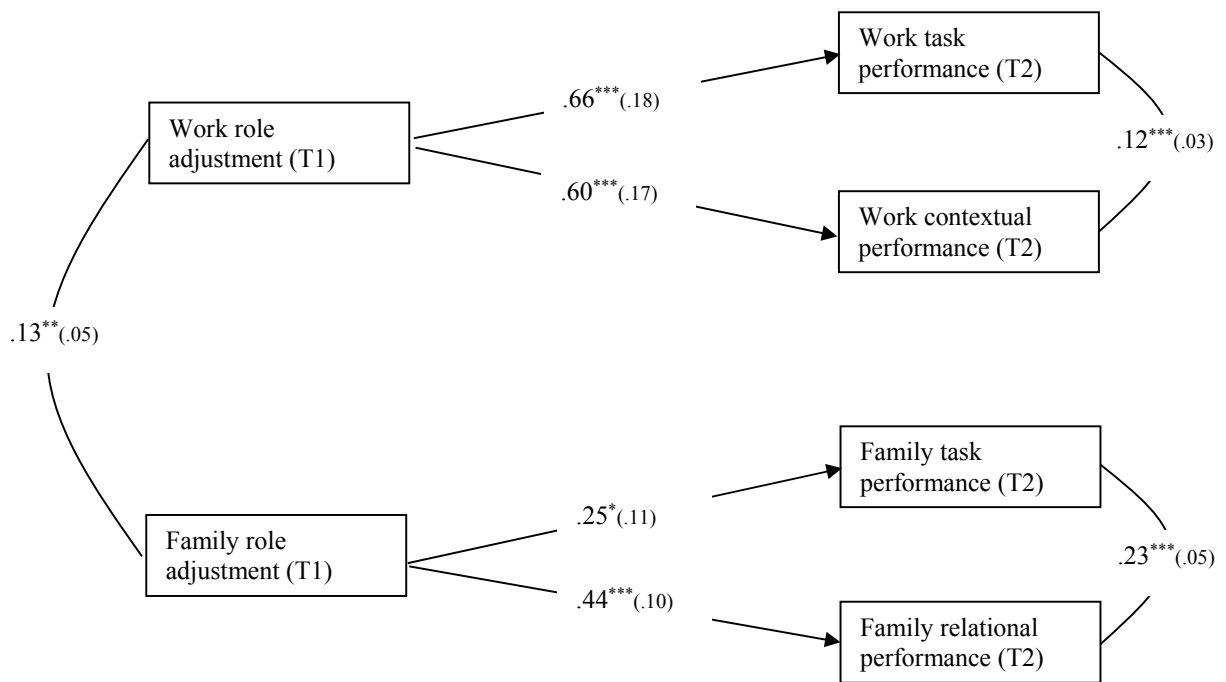 Work task
performance (T2)
.66***(.18)
Work role
adjustment (T1)
.12***(.03)
.60***(.17)
Work contextual
performance (T2)
.13**(.05)
Family task
performance (T2)
.25*(.11)
Family role
adjustment (T1)
.23***(.05)
.44***(.10)
Family relational
performance (T2)